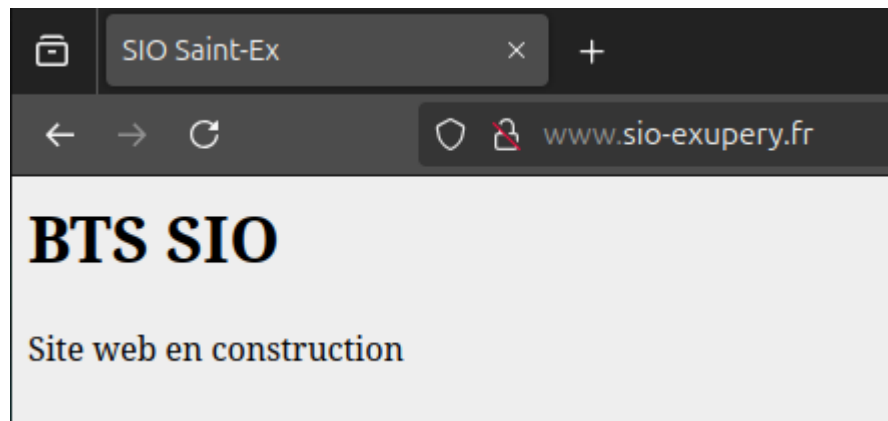 SIO Saint-Ex
www.sio-exupery.fr
BTS SIO
Site web en construction